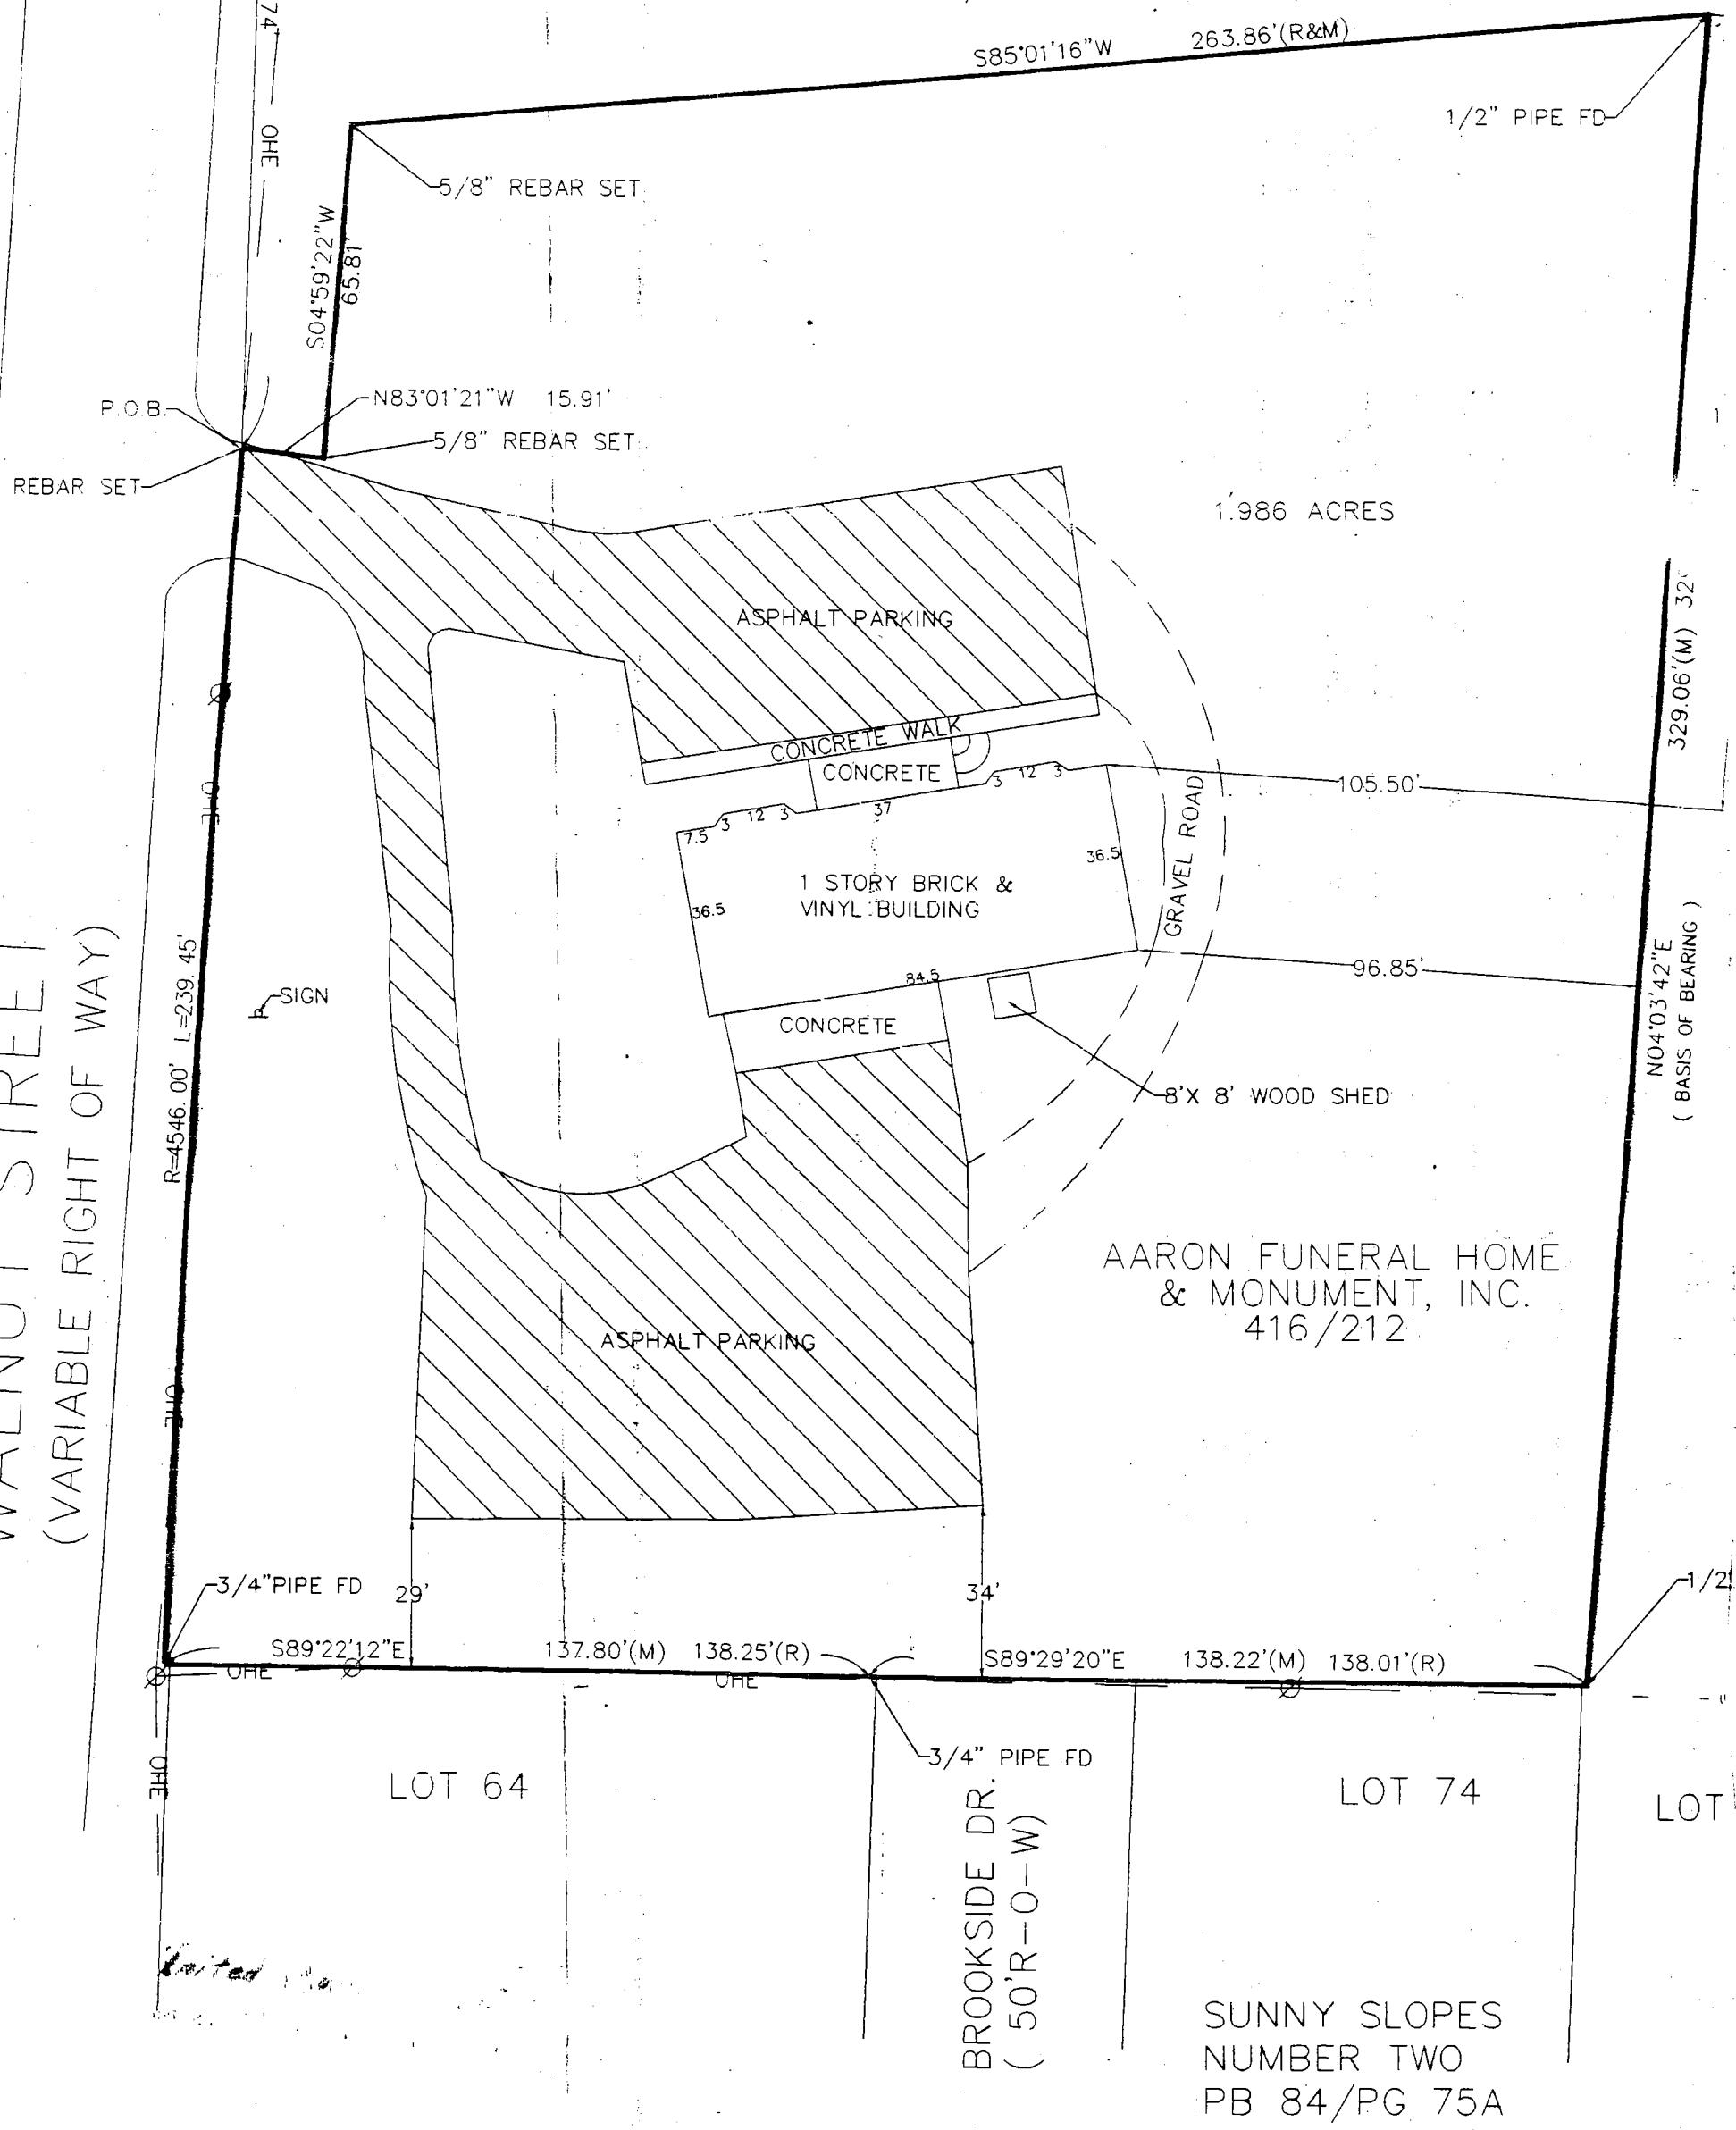 74
OHE
S85°01'16"W 263.86'(R&M)
1/2" PIPE FD
5/8" REBAR SET
S04°59'22"W
65.81'
P.O.B.
N83°01'21"W 15.91'
5/8" REBAR SET
REBAR SET
1.986 ACRES
ASPHALT PARKING
329.06'(M)
CONCRETE WALK
CONCRETE
3 12 3
105.50'
7.5 3 12 3
37
36.5
GRAVEL ROAD
1 STORY BRICK &
VINYL BUILDING
36.5
OHE
R=4546.00' L=239.45'
SIGN
84.5
96.85'
N04°03'42"E
( BASIS OF BEARING )
CONCRETE
8'X 8' WOOD SHED
WALNUT STREET
(VARIABLE RIGHT OF WAY)
AARON FUNERAL HOME
& MONUMENT, INC.
416/212
ASPHALT PARKING
OHE
3/4"PIPE FD
29'
34'
1/2
S89°22'12"E 137.80'(M) 138.25'(R)
S89°29'20"E 138.22'(M) 138.01'(R)
OHE
OHE
OHE
3/4" PIPE FD
LOT 64
LOT 74
LOT
BROOKSIDE DR.
( 50'R-O-W)
SUNNY SLOPES
NUMBER TWO
PB 84/PG 75A